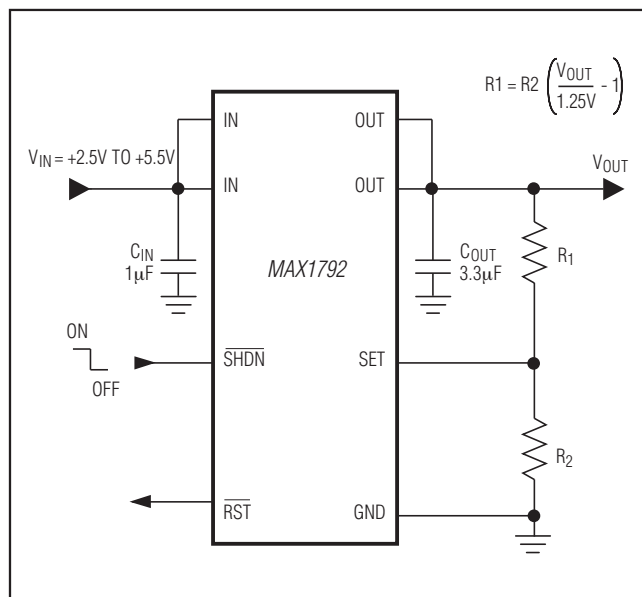 R1 = R2 (VOUT/1.25V - 1)
IN
OUT
VIN = +2.5V TO +5.5V
IN
OUT
VOUT
CIN
1μF
MAX1792
COUT
3.3μF
R1
ON
OFF
SHDN
SET
R2
RST
GND